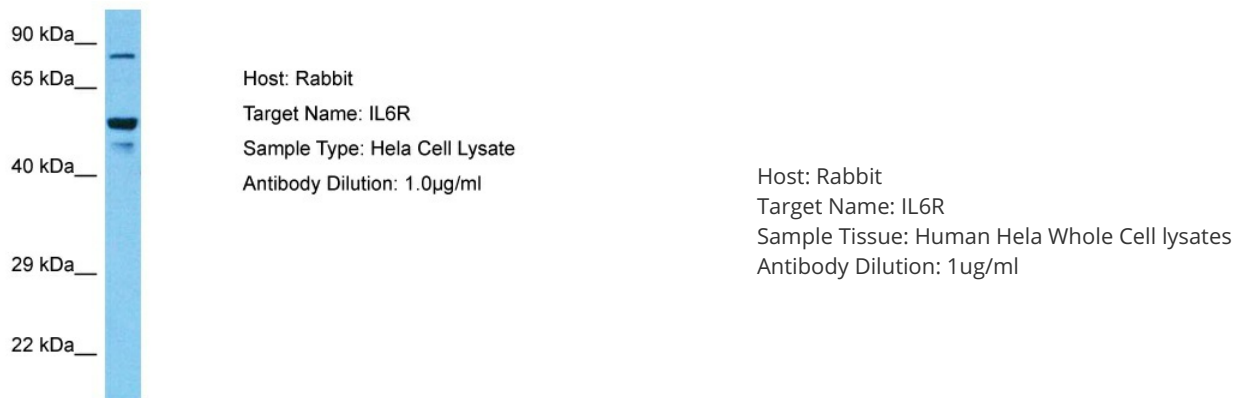 90 kDa__
65 kDa__
40 kDa__
29 kDa__
22 kDa__
Host: Rabbit
Target Name: IL6R
Sample Type: Hela Cell Lysate
Antibody Dilution: 1.0µg/ml
Host: Rabbit
Target Name: IL6R
Sample Tissue: Human Hela Whole Cell lysates
Antibody Dilution: 1ug/ml